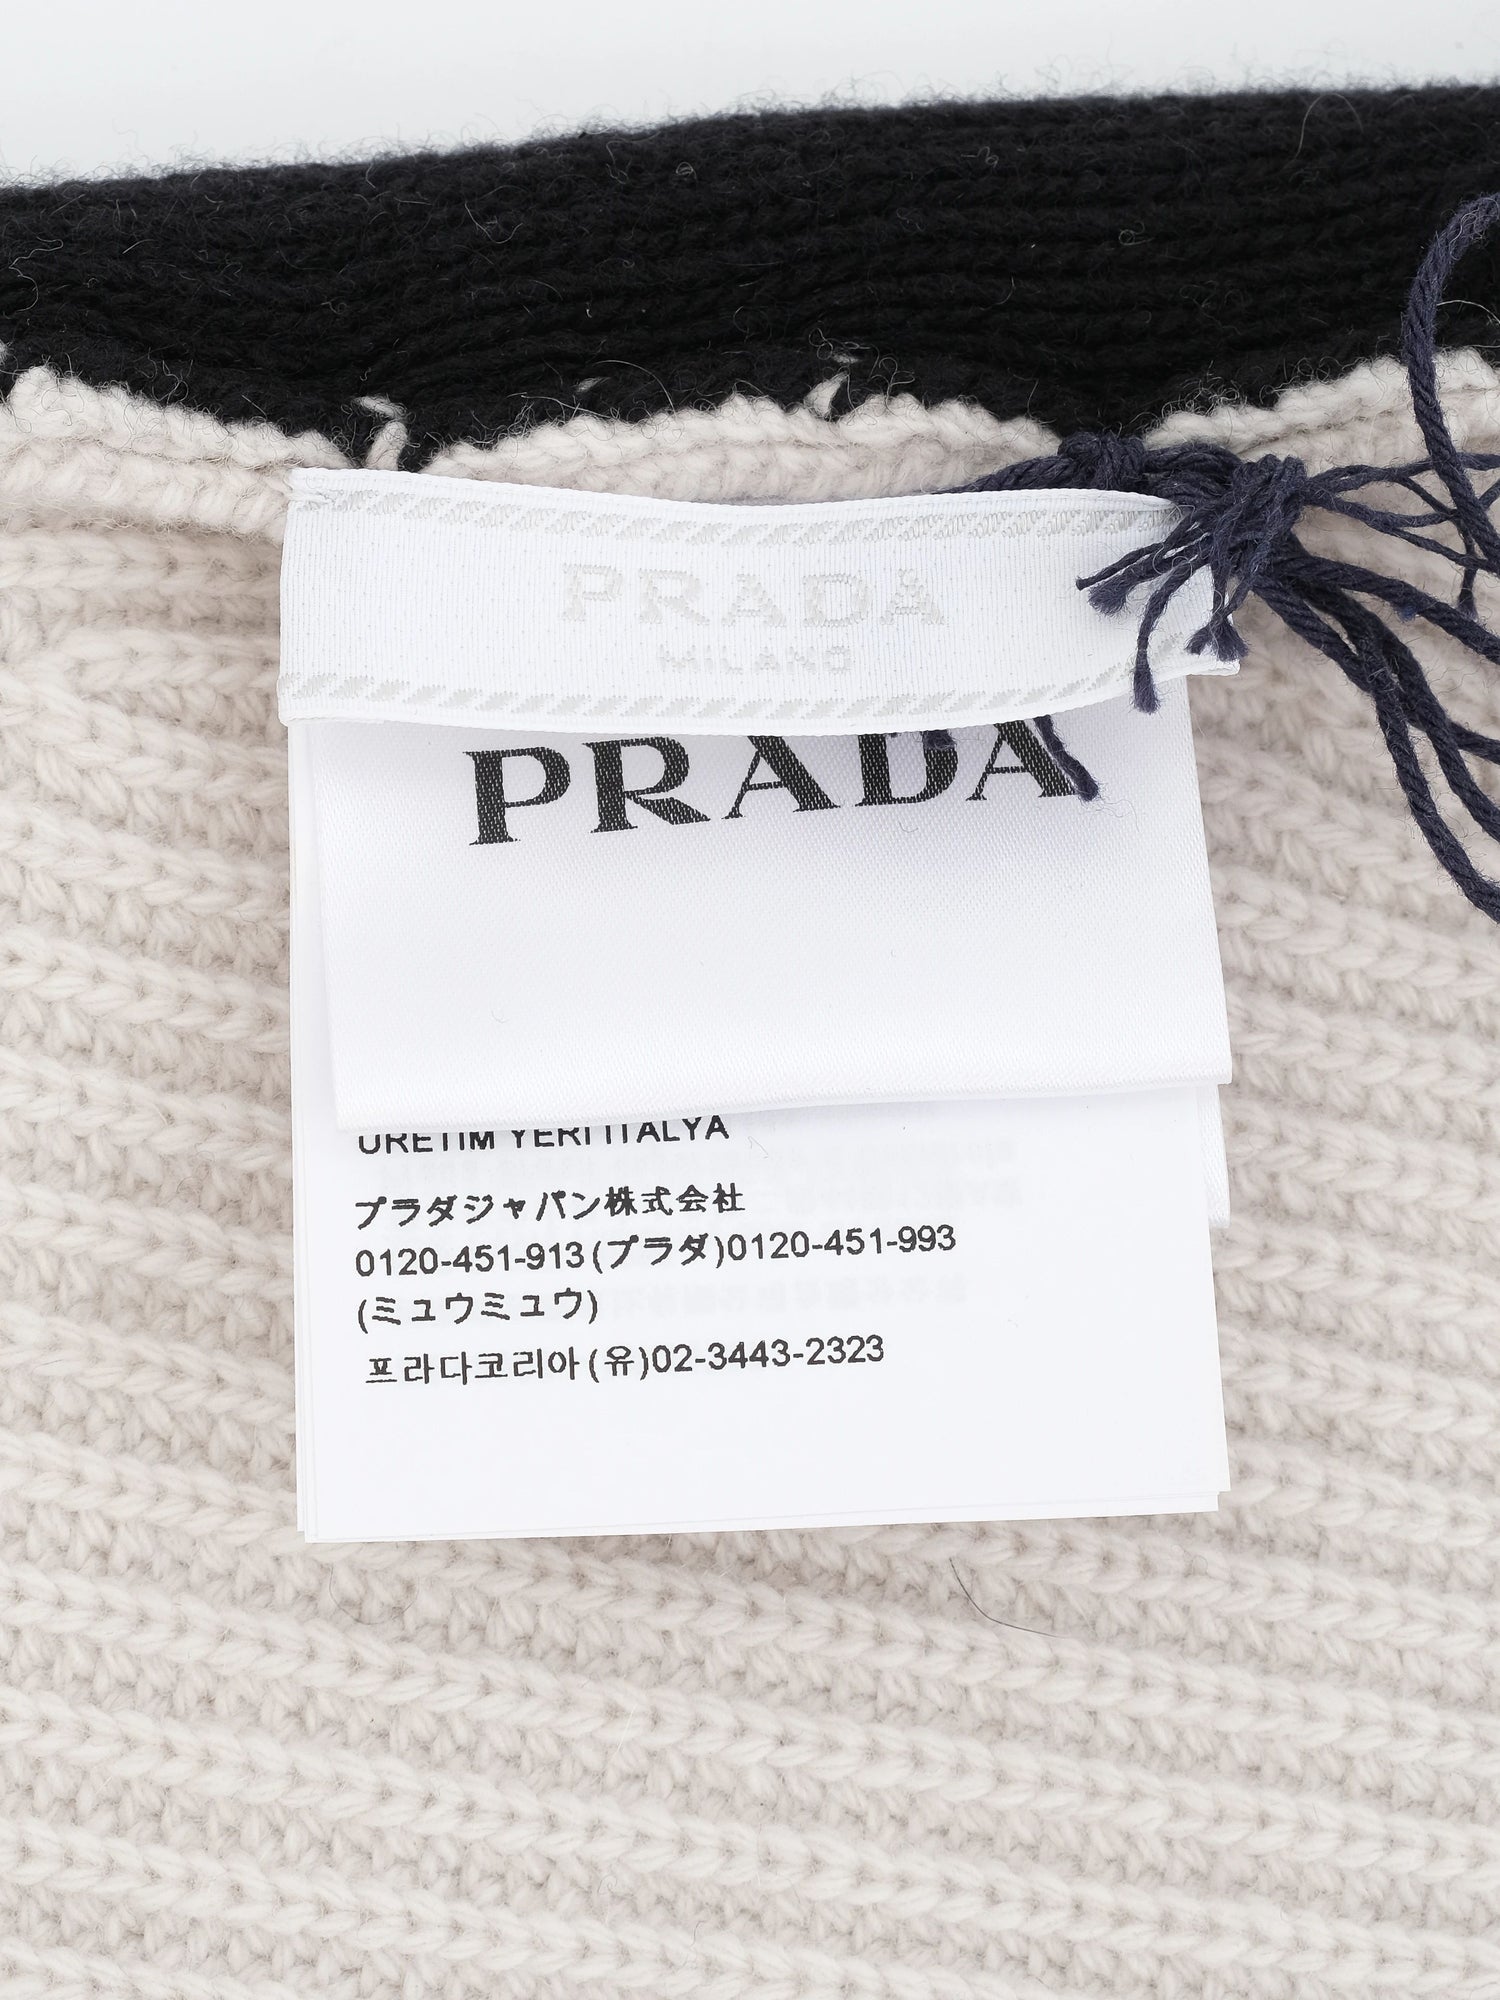 PRADA
MILANO
PRADA
URETIM YERI ITALYA
プラダジャパン株式会社
0120-451-913(プラダ)0120-451-993
(ミュウミュウ)
프라다코리아(유)02-3443-2323